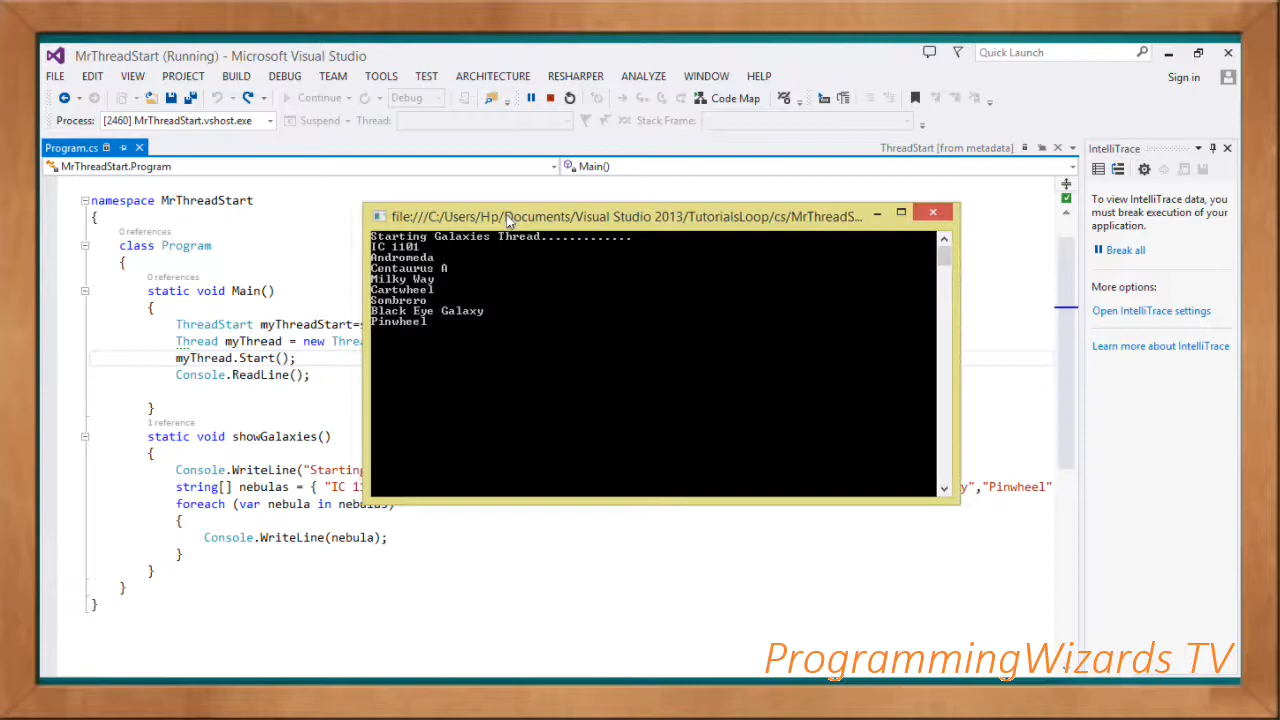 MrThreadStart (Running) - Microsoft Visual Studio
Quick Launch
FILE EDIT VIEW PROJECT BUILD DEBUG TEAM TOOLS TEST ARCHITECTURE RESHARPER ANALYZE WINDOW HELP
Sign in
Continue Debug Code Map
Process: [2460] MrThreadStart.vshost.exe Suspend Thread: Stack Frame:
Program.cs
ThreadStart [from metadata]
MrThreadStart.Program
Main()
namespace MrThreadStart
{
0 references
class Program
{
0 references
static void Main()
{
ThreadStart myThreadStart=
Thread myThread = new Thre
myThread.Start();
Console.ReadLine();
}
1 reference
static void showGalaxies()
{
Console.WriteLine("Starting
string[] nebulas = { "IC 1
y","Pinwheel"
foreach (var nebula in nebulas)
{
Console.WriteLine(nebula);
}
}
}
}
file:///C:/Users/Hp/Documents/Visual Studio 2013/TutorialsLoop/cs/MrThreadS...
Starting Galaxies Thread.............
IC 1101
Andromeda
Centaurus A
Milky Way
Cartwheel
Sombrero
Black Eye Galaxy
Pinwheel
IntelliTrace
To view IntelliTrace data, you
must break execution of your
application.
Break all
More options:
Open IntelliTrace settings
Learn more about IntelliTrace
ProgrammingWizards TV